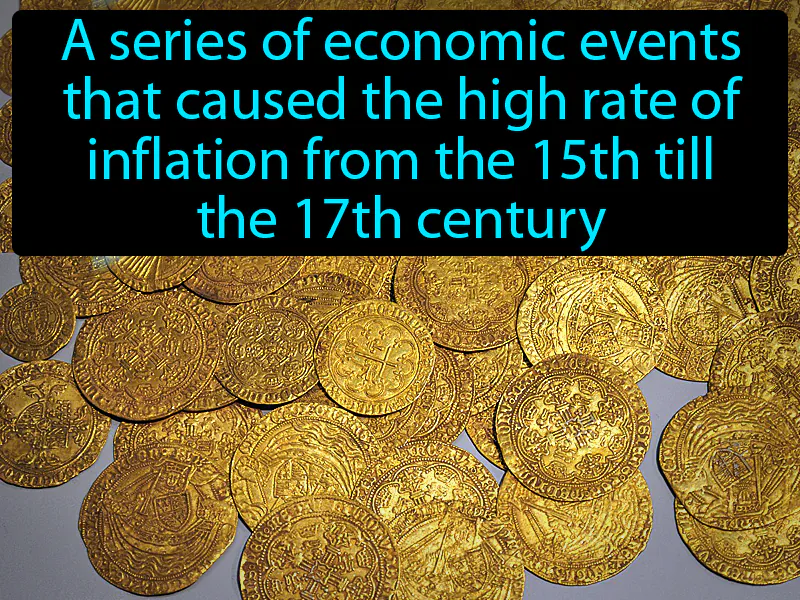 A series of economic events
that caused the high rate of
inflation from the 15th till
the 17th century